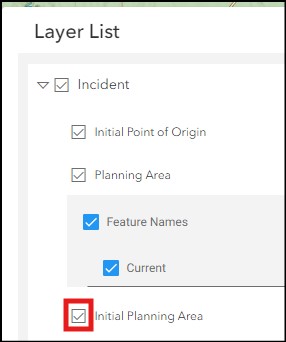 Layer List
Incident
Initial Point of Origin
Planning Area
Feature Names
Current
Initial Planning Area